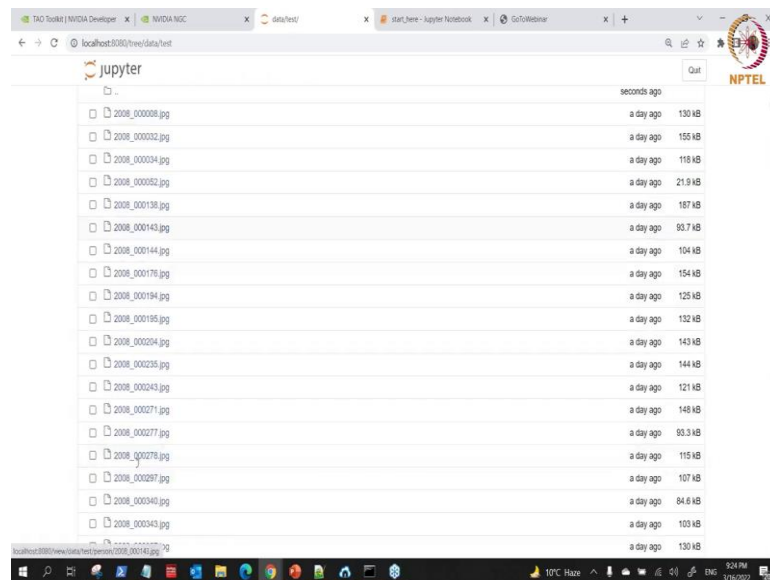 TAO Toolkit | NVIDIA Developer x NVIDIA NGC x data/test/ x start_here - Jupyter Notebook x GoToWebinar x +
localhost:8080/tree/data/test
jupyter Quit
NPTEL
.. seconds ago
2008_000008.jpg a day ago 130 kB
2008_000032.jpg a day ago 155 kB
2008_000034.jpg a day ago 118 kB
2008_000052.jpg a day ago 21.9 kB
2008_000138.jpg a day ago 187 kB
2008_000143.jpg a day ago 93.7 kB
2008_000144.jpg a day ago 104 kB
2008_000176.jpg a day ago 154 kB
2008_000194.jpg a day ago 125 kB
2008_000195.jpg a day ago 132 kB
2008_000204.jpg a day ago 143 kB
2008_000235.jpg a day ago 144 kB
2008_000243.jpg a day ago 121 kB
2008_000271.jpg a day ago 148 kB
2008_000277.jpg a day ago 93.3 kB
2008_000278.jpg a day ago 115 kB
2008_000297.jpg a day ago 107 kB
2008_000340.jpg a day ago 84.6 kB
2008_000343.jpg a day ago 103 kB
a day ago 130 kB
localhost:8080/view/data/test/person/2008_000143.jpg
10°C Haze ENG 9:24 PM
3/16/2022